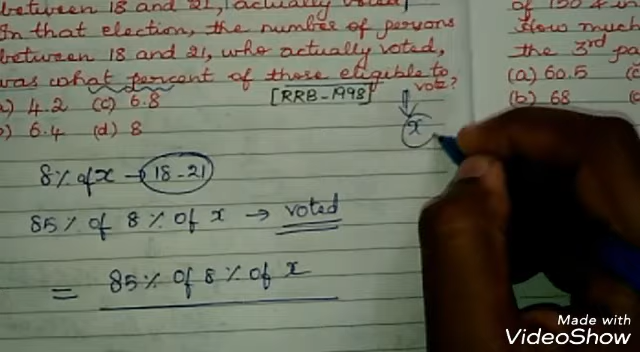 between 18 and 21, actually voted,
In that election, the number of persons
between 18 and 21, who actually voted,
was what percent of those eligible to
vote?
[RRB-1998]
a) 4.2 (c) 6.8
) 6.4 (d) 8
x
8% of x → 18-21
85% of 8% of x → voted
= 85% of 8% of x
of 150 4 in
How much
the 3rd pa
(a) 60.5
(b) 68
Made with
VideoShow